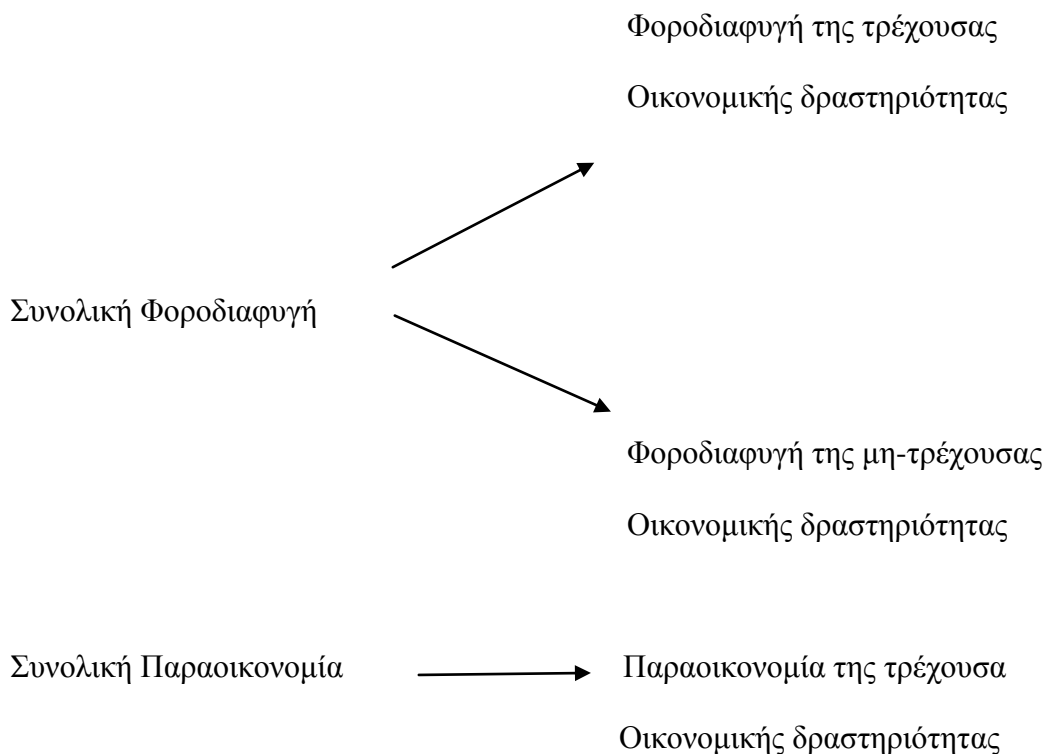 Φοροδιαφυγή της τρέχουσας
Οικονομικής δραστηριότητας
Συνολική Φοροδιαφυγή
Φοροδιαφυγή της μη-τρέχουσας
Οικονομικής δραστηριότητας
Συνολική Παραοικονομία
Παραοικονομία της τρέχουσα
Οικονομικής δραστηριότητας